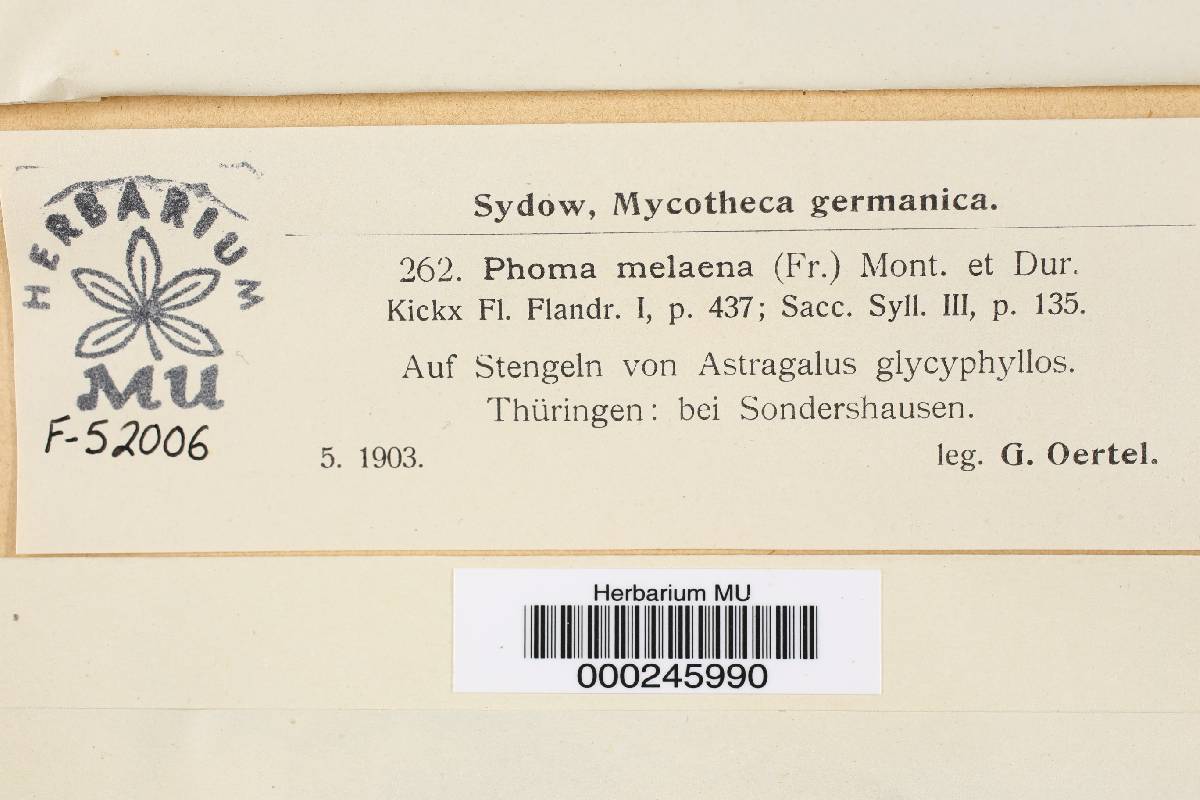 HERBARIUM
MU
F-52006
Sydow, Mycotheca germanica.
262. Phoma melaena (Fr.) Mont. et Dur.
Kickx Fl. Flandr. I, p. 437; Sacc. Syll. III, p. 135.
Auf Stengeln von Astragalus glycyphyllos.
Thüringen: bei Sondershausen.
5. 1903. leg. G. Oertel.
Herbarium MU
000245990